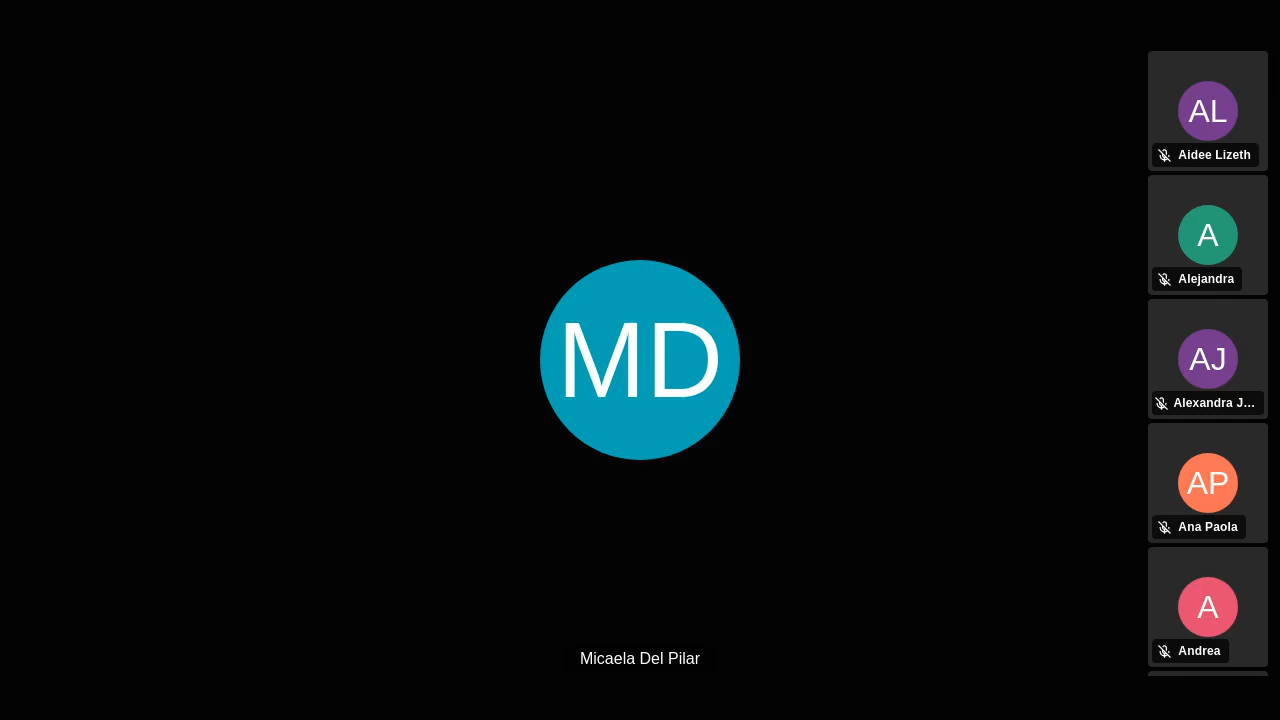 MD
Micaela Del Pilar
AL
Aidee Lizeth
A
Alejandra
AJ
Alexandra J...
AP
Ana Paola
A
Andrea